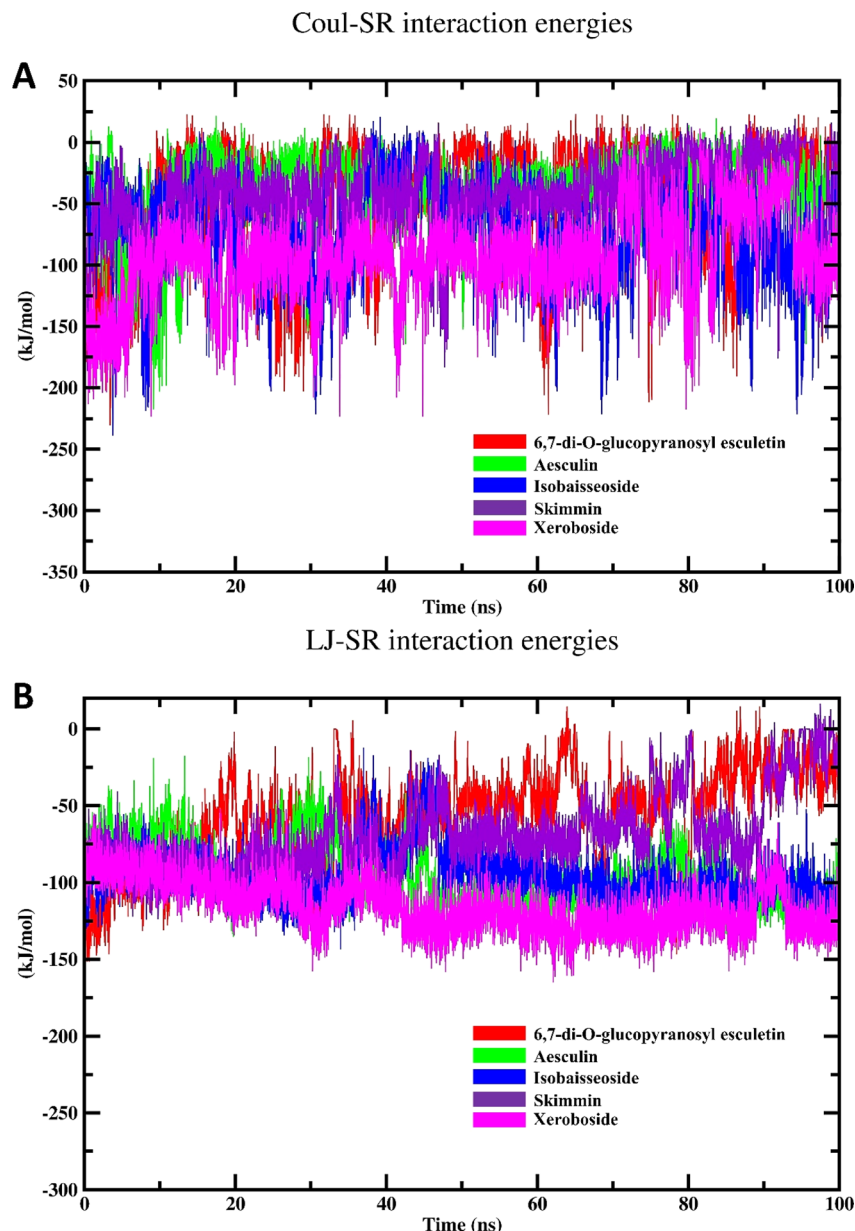 Coul-SR interaction energies
A
50
0
-50
-100
-150
-200
-250
-300
-350
(kJ/mol)
6,7-di-O-glucopyranosyl esculetin
Aesculin
Isobaisseoside
Skimmin
Xeroboside
0 20 40 60 80 100
Time (ns)
LJ-SR interaction energies
B
0
-50
-100
-150
-200
-250
-300
(kJ/mol)
6,7-di-O-glucopyranosyl esculetin
Aesculin
Isobaisseoside
Skimmin
Xeroboside
0 20 40 60 80 100
Time (ns)